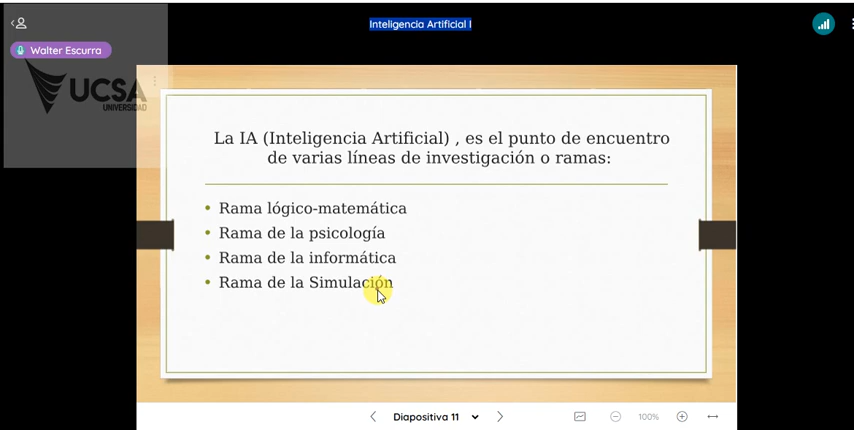 Inteligencia Artificial I
Walter Escurra
UCSA
UNIVERSIDAD
La IA (Inteligencia Artificial) , es el punto de encuentro
de varias líneas de investigación o ramas:
• Rama lógico-matemática
• Rama de la psicología
• Rama de la informática
• Rama de la Simulación
Diapositiva 11
100%